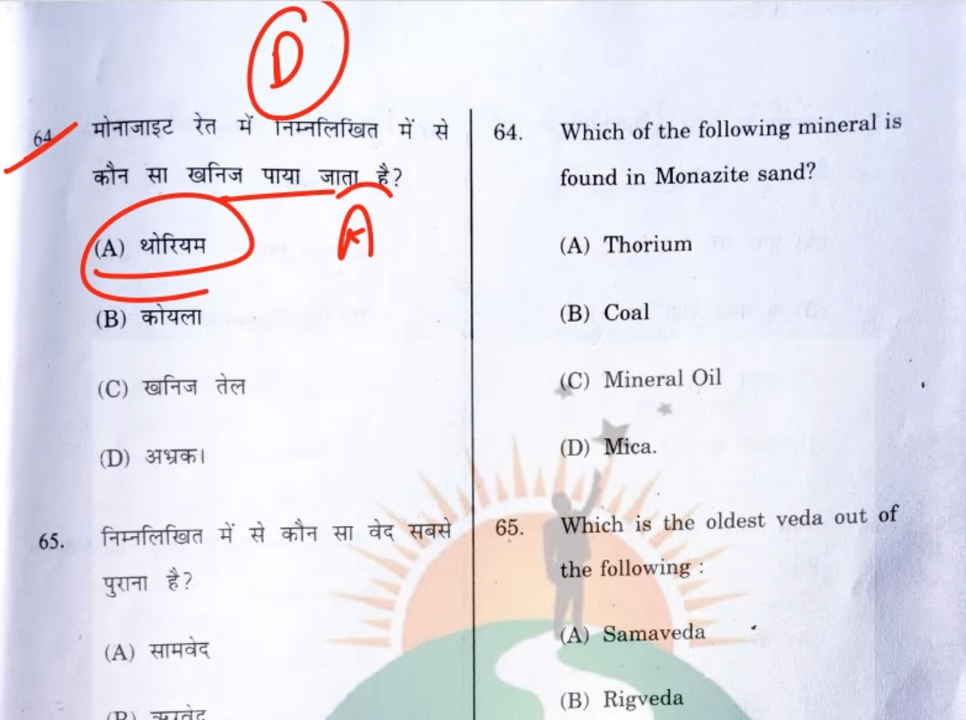 D
64. मोनाजाइट रेत में निम्नलिखित में से
कौन सा खनिज पाया जाता है?
A
(A) थोरियम
(B) कोयला
(C) खनिज तेल
(D) अभ्रक।
65. निम्नलिखित में से कौन सा वेद सबसे
पुराना है?
(A) सामवेद
(B) ऋग्वेद
64. Which of the following mineral is
found in Monazite sand?
(A) Thorium
(B) Coal
(C) Mineral Oil
(D) Mica.
65. Which is the oldest veda out of
the following :
(A) Samaveda
(B) Rigveda